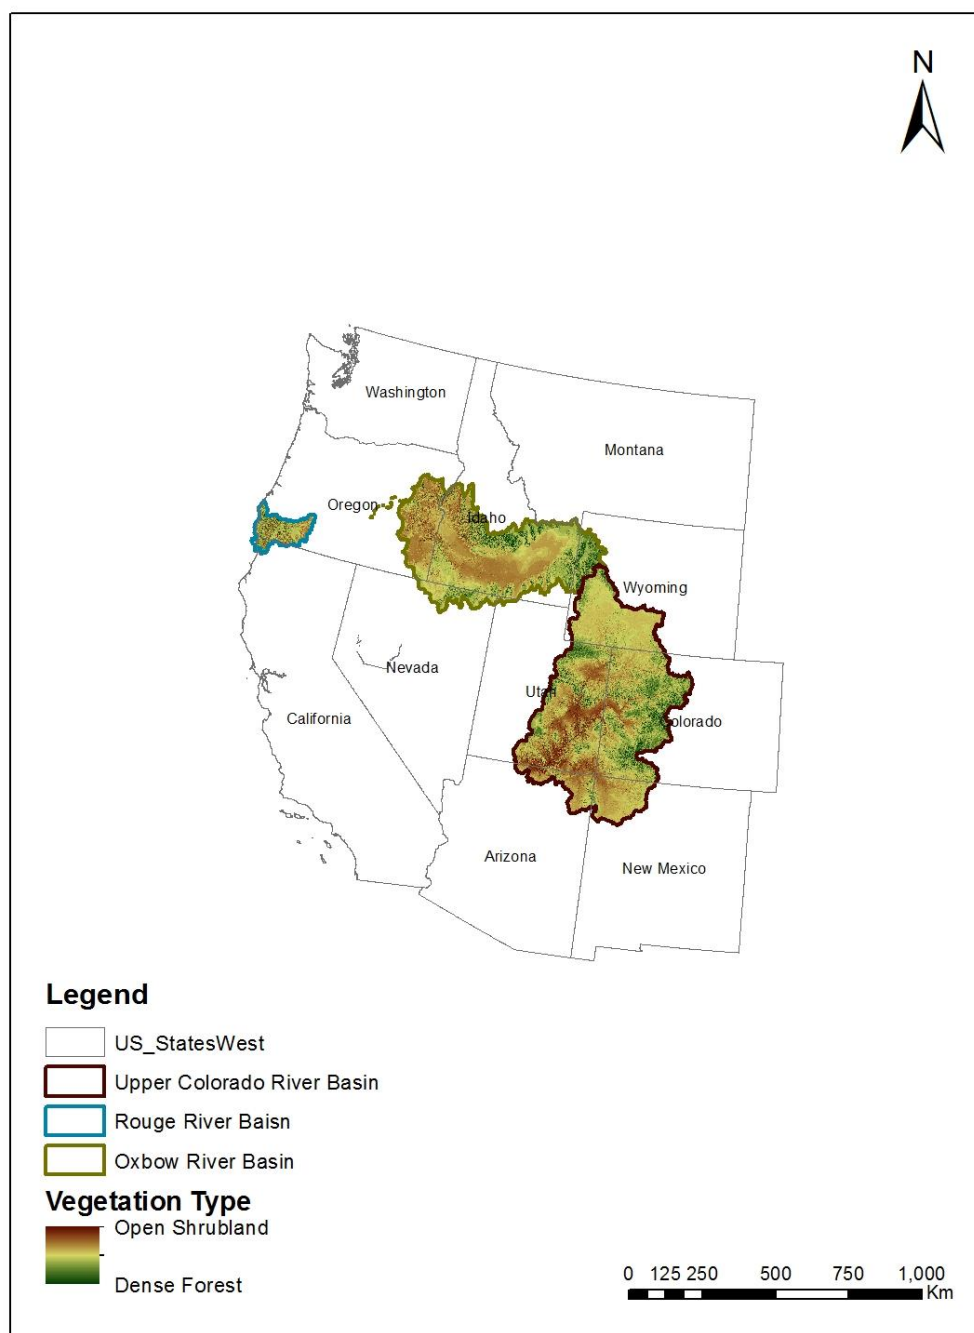 N
Washington
Montana
Oregon
Idaho
Wyoming
Nevada
Utah
California
Colorado
Arizona
New Mexico
Legend
US_StatesWest
Upper Colorado River Basin
Rouge River Baisn
Oxbow River Basin
Vegetation Type
Open Shrubland
Dense Forest
0 125 250 500 750 1,000
Km